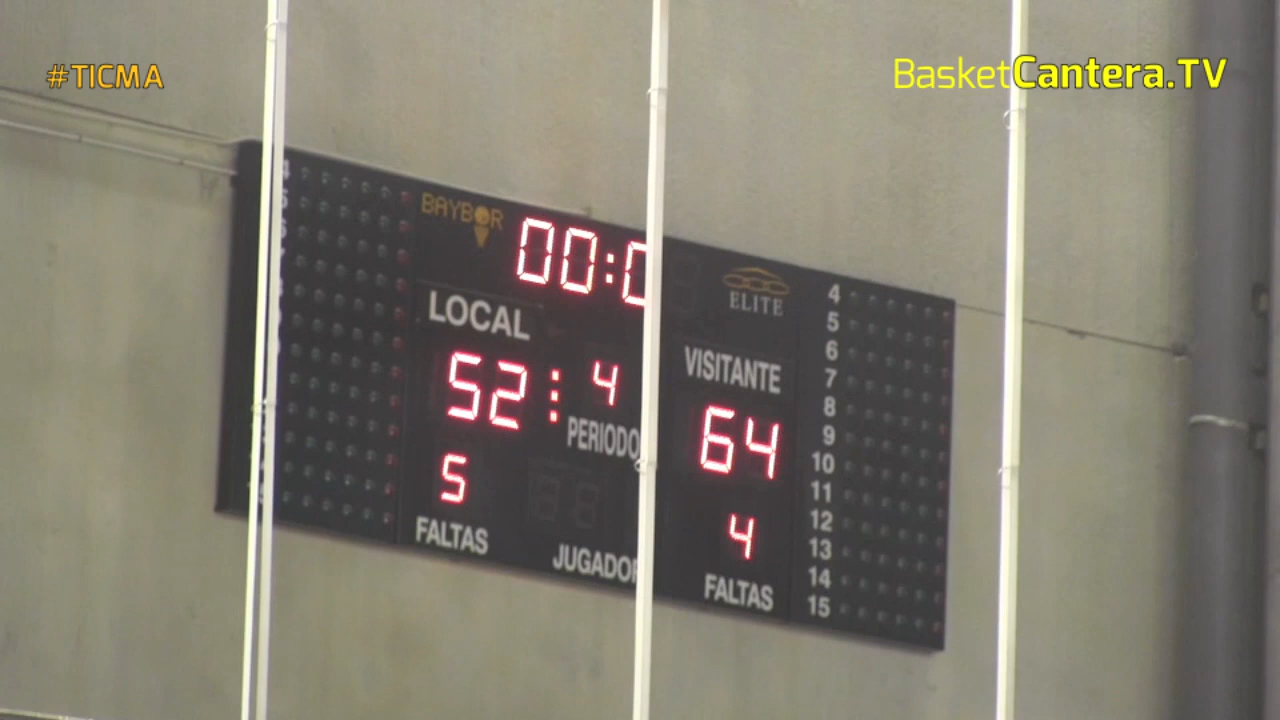 #TICMA
BasketCantera.TV
BAYBOR
00:0
ELITE
LOCAL
VISITANTE
52 : 4 64
PERIODO
5 4
FALTAS JUGADOR FALTAS
4
5
6
7
8
9
10
11
12
13
14
15